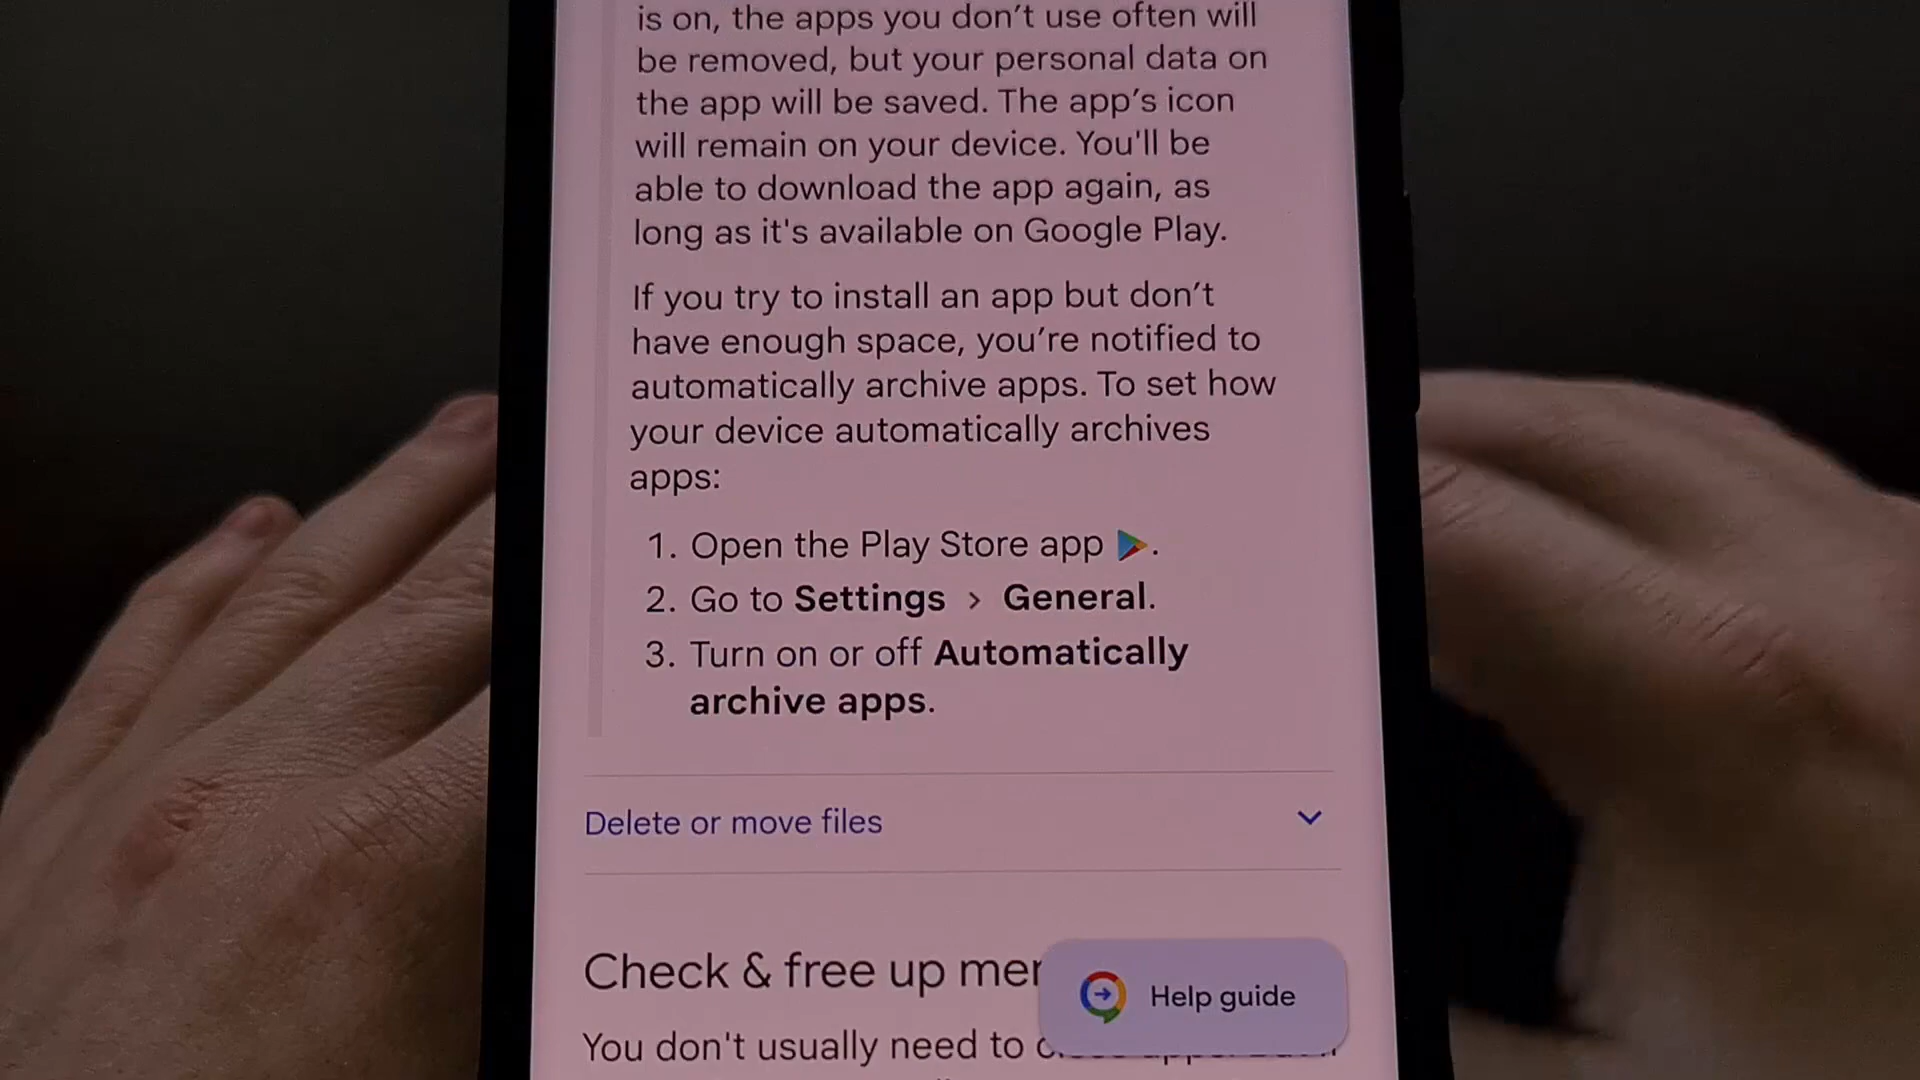 is on, the apps you don’t use often will
be removed, but your personal data on
the app will be saved. The app’s icon
will remain on your device. You'll be
able to download the app again, as
long as it's available on Google Play.
If you try to install an app but don’t
have enough space, you’re notified to
automatically archive apps. To set how
your device automatically archives
apps:
1. Open the Play Store app .
2. Go to Settings > General.
3. Turn on or off Automatically
archive apps.
Delete or move files
Check & free up
Help guide
You don't usually need to